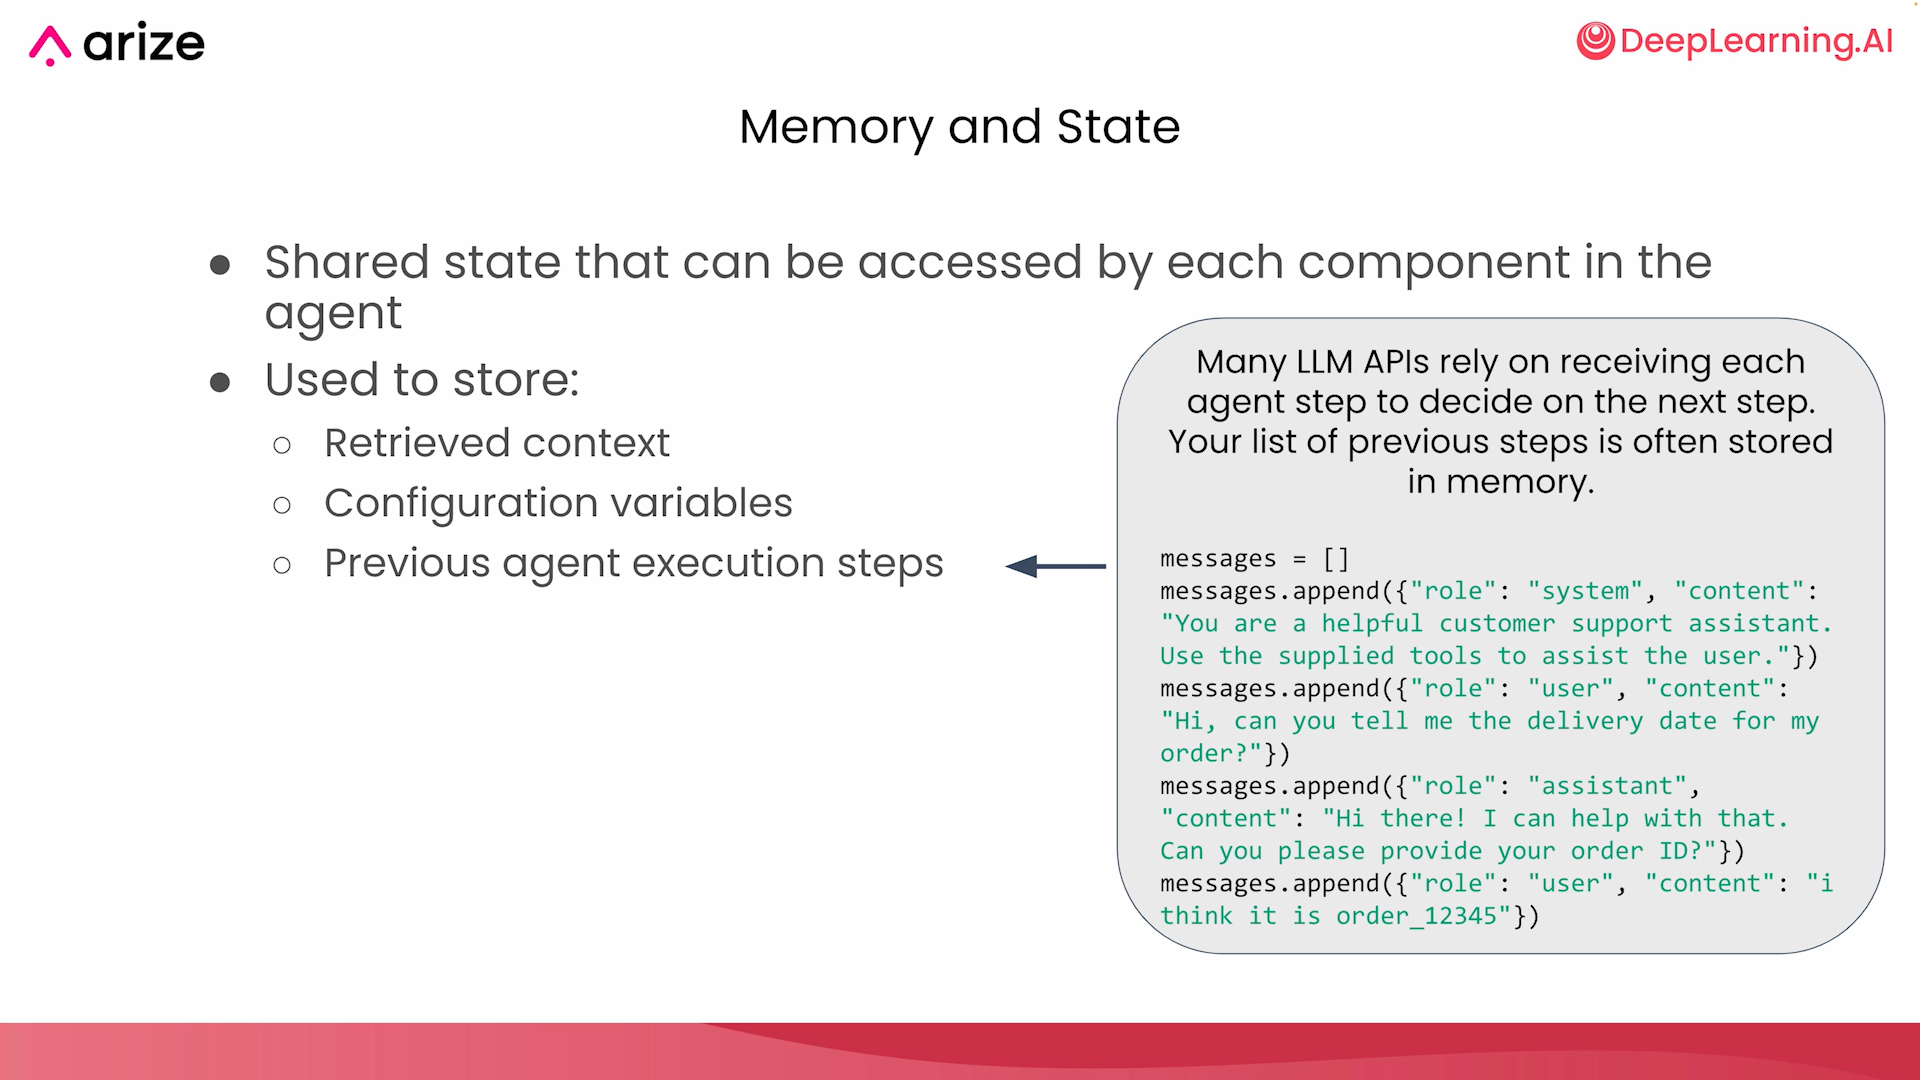 arize
DeepLearning.AI
Memory and State
● Shared state that can be accessed by each component in the
agent
● Used to store:
○ Retrieved context
○ Configuration variables
○ Previous agent execution steps
Many LLM APIs rely on receiving each
agent step to decide on the next step.
Your list of previous steps is often stored
in memory.
messages = []
messages.append({"role": "system", "content":
"You are a helpful customer support assistant.
Use the supplied tools to assist the user."})
messages.append({"role": "user", "content":
"Hi, can you tell me the delivery date for my
order?"})
messages.append({"role": "assistant",
"content": "Hi there! I can help with that.
Can you please provide your order ID?"})
messages.append({"role": "user", "content": "i
think it is order_12345"})